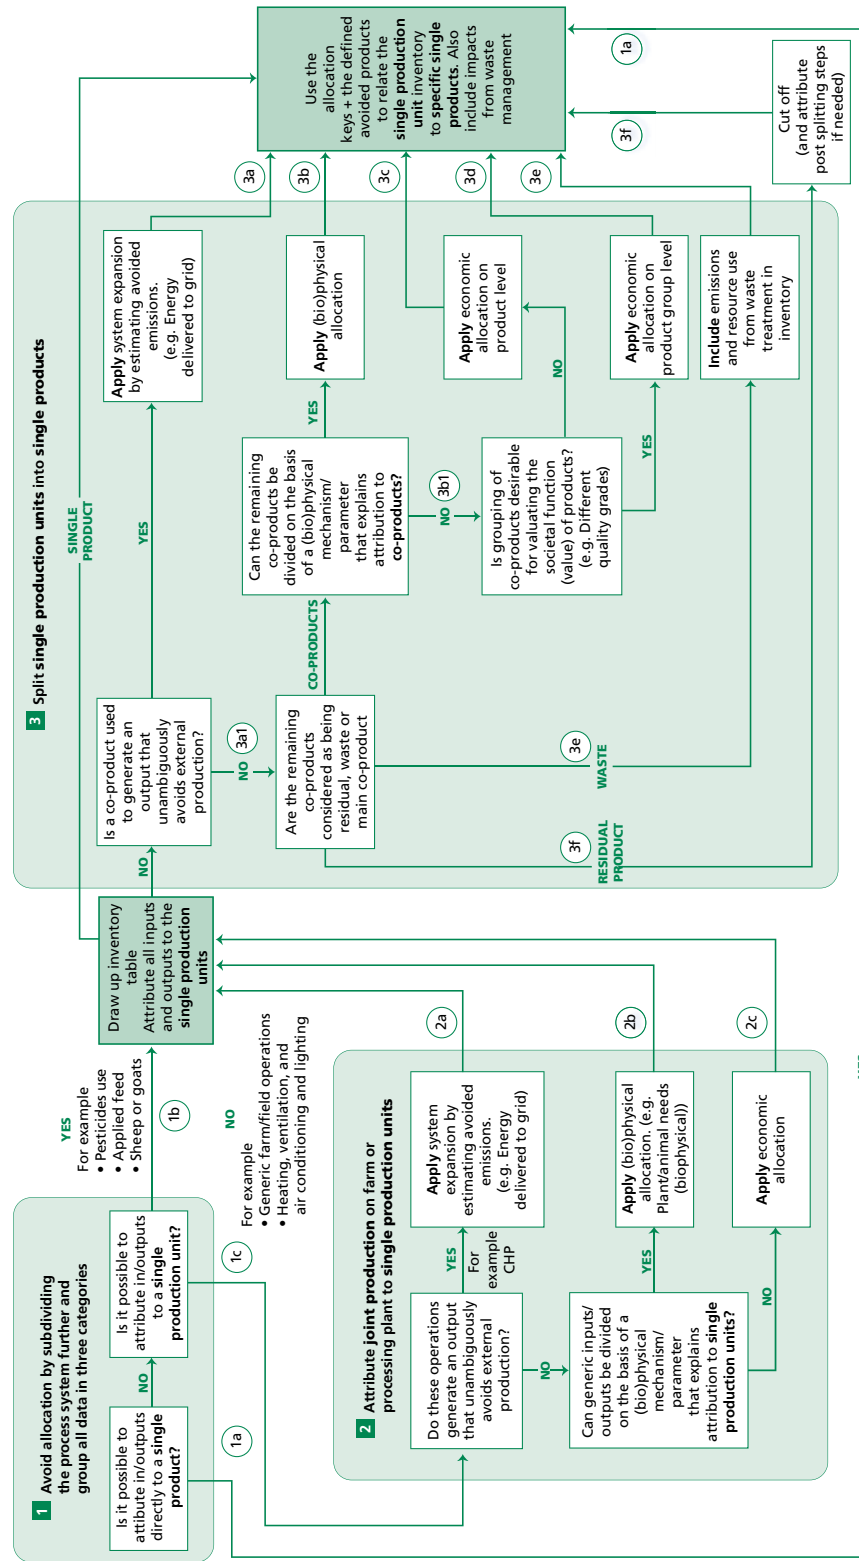 1 Avoid allocation by subdividing
the process system further and
group all data in three categories
Is it possible to
attibute in/outputs
directly to a single
product?
NO
Is it possible to
attribute in/outputs
to a single
production unit?
1a
1c
YES
For example
• Pesticides use
• Applied feed
• Sheep or goats
1b
NO
For example
• Generic farm/field operations
• Heating, ventilation, and
air conditioning and lighting
2 Attribute joint production on farm or
processing plant to single production units
Do these operations
generate an output
that unambiguously
avoids external
production?
YES
For
example
CHP
Apply system
expansion by
estimating avoided
emissions.
(e.g. Energy
delivered to grid)
2a
NO
Can generic inputs/
outputs be divided
on the basis of a
(bio)physical
mechanism/
parameter
that explains
attribution to single
production units?
YES
Apply (bio)physical
allocation. (e.g.
Plant/animal needs
(biophysical))
2b
NO
Apply economic
allocation
2c
Draw up inventory
table
Attribute all inputs
and outputs to the
single production
units
SINGLE
PRODUCT
NO
3 Split single production units into single products
Is a co-product used
to generate an
output that
unambiguously
avoids external
production?
YES
Apply system expansion
by estimating avoided
emissions.
(e.g. Energy
delivered to grid)
3a
NO
3a1
Are the remaining
co-products
considered as being
residual, waste or
main co-product
CO-PRODUCTS
Can the remaining
co-products be
divided on the basis
of a (bio)physical
mechanism/
parameter
that explains
attribution to
co-products?
YES
Apply (bio)physical
allocation
3b
NO
3b1
Is grouping of
co-products desirable
for valuating the
societal function
(value) of products?
(e.g. Different
quality grades)
NO
Apply economic
allocation on
product level
3c
YES
Apply economic
allocation on
product group level
3d
3e
WASTE
Include emissions
and resource use
from waste
treatment in
inventory
3e
3f
RESIDUAL
PRODUCT
Cut off
(and attribute
post splitting steps
if needed)
3f
1a
Use the
allocation
keys + the defined
avoided products
to relate the
single production
unit inventory
to specific single
products. Also
include impacts
from waste
management